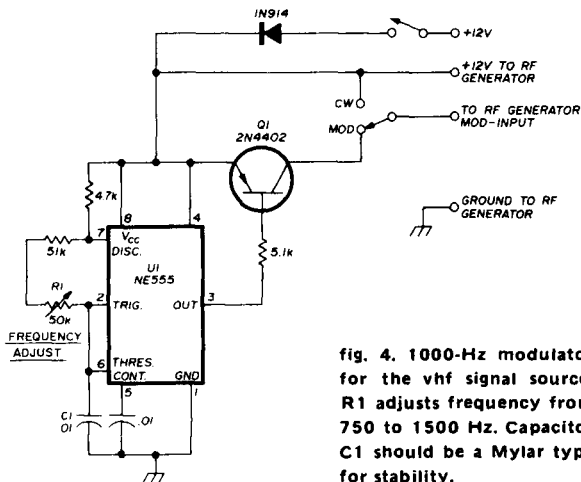 1N914
+12V
+12V TO RF
GENERATOR
CW
TO RF GENERATOR
MOD-INPUT
MOD
Q1
2N4402
GROUND TO RF
GENERATOR
4.7k
8
4
VCC
7
DISC.
51k
U1
NE555
5.1k
R1
2
TRIG.
OUT
3
50k
FREQUENCY
ADJUST
6
THRES.
CONT.
GND
5
1
C1
.01
.01
fig. 4. 1000-Hz modulato
for the vhf signal source
R1 adjusts frequency from
750 to 1500 Hz. Capacito
C1 should be a Mylar typ
for stability.